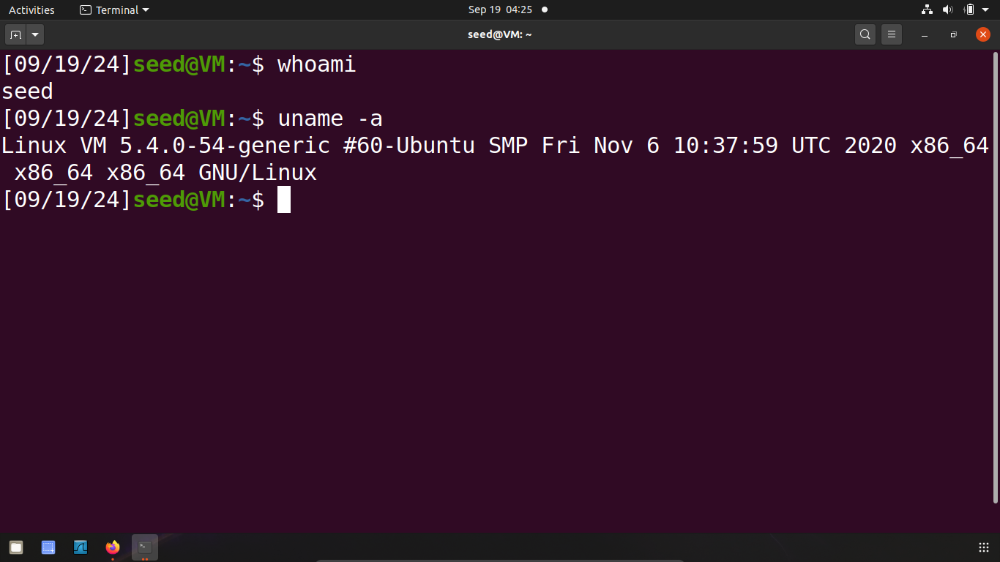 Activities Terminal Sep 19 04:25
seed@VM: ~
[09/19/24]seed@VM:~$ whoami
seed
[09/19/24]seed@VM:~$ uname -a
Linux VM 5.4.0-54-generic #60-Ubuntu SMP Fri Nov 6 10:37:59 UTC 2020 x86_64
 x86_64 x86_64 GNU/Linux
[09/19/24]seed@VM:~$